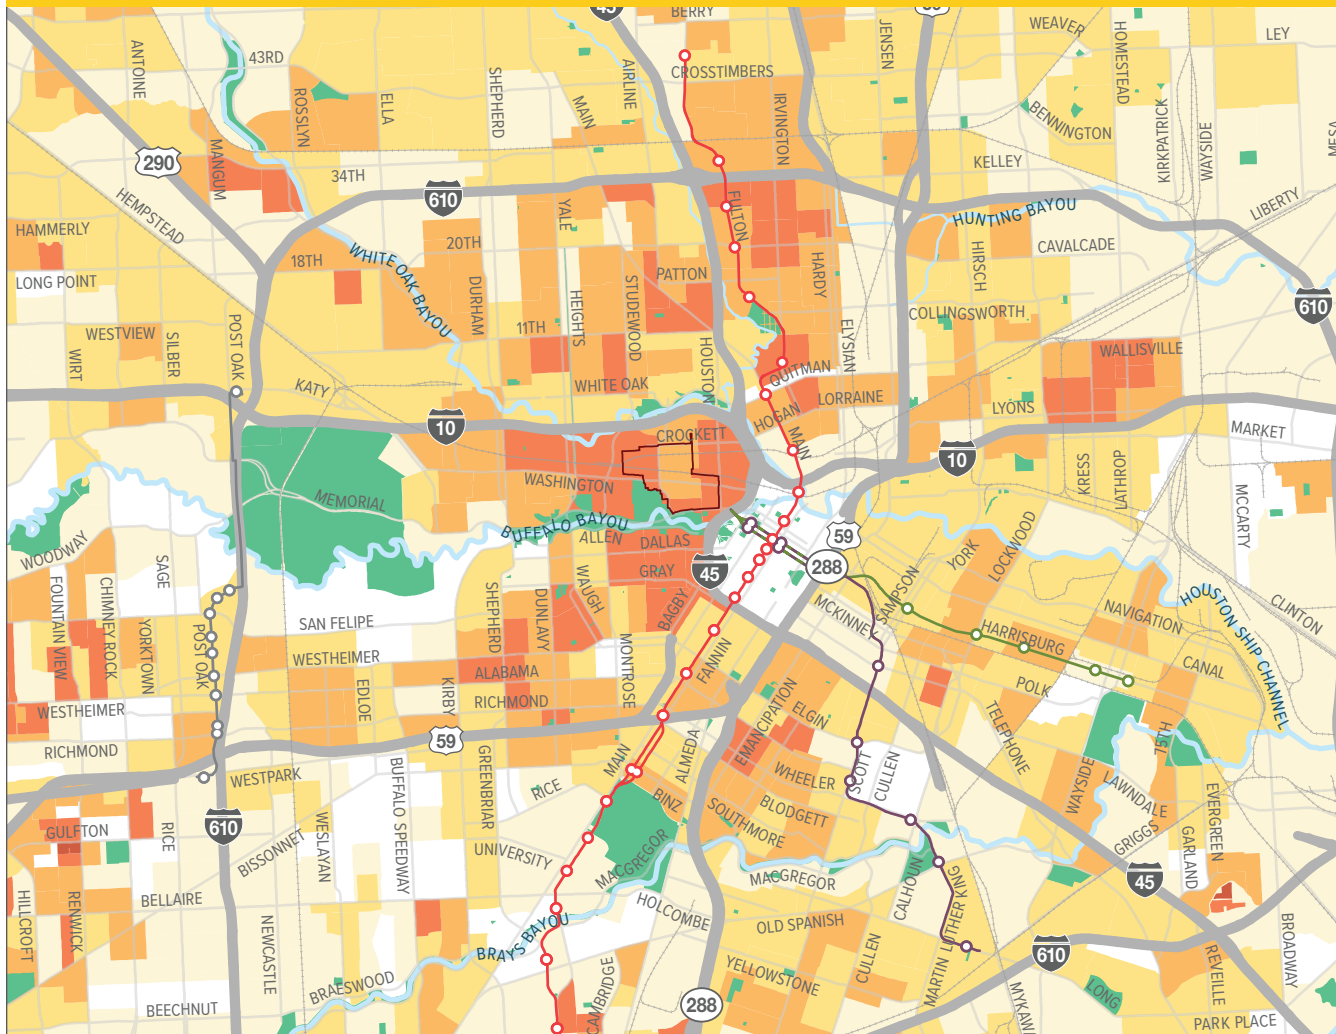 45
BERRY
59
WEAVER
HOMESTEAD
LEY
JENSEN
ANTOINE
43RD
CROSSTIMBERS
AIRLINE
SHEPHERD
ELLA
ROSSLYN
MAIN
IRVINGTON
BENNINGTON
KIRKPATRICK
WAYSIDE
MESA
290
MANGUM
34TH
610
KELLEY
HEMPSTEAD
HAMMERLY
YALE
FULTON
HUNTING BAYOU
LIBERTY
20TH
18TH
WHITE OAK BAYOU
CAVALCADE
HIRSCH
LONG POINT
DURHAM
HEIGHTS
STUDEWOOD
PATTON
HARDY
610
COLLINGSWORTH
WESTVIEW
SILBER
POST OAK
11TH
HOUSTON
ELYSIAN
WIRT
WALLISVILLE
KATY
WHITE OAK
QUITMAN
LORRAINE
LYONS
10
CROCKETT
HOGAN
MAIN
MARKET
10
KRESS
LATHROP
WASHINGTON
MEMORIAL
MCCARTY
BUFFALO BAYOU
ALLEN
DALLAS
59
WOODWAY
SAGE
GRAY
45
288
YORK
LOCKWOOD
FOUNTAIN VIEW
CHIMNEY ROCK
YORKTOWN
POST OAK
SHEPHERD
DUNLAVY
WAUGH
BAGBY
MCKINNEY
SAMPSON
NAVIGATION
HOUSTON SHIP CHANNEL
CLINTON
SAN FELIPE
HARRISBURG
WESTHEIMER
MONTROSE
FANNIN
CANAL
ALABAMA
EDLOE
KIRBY
RICHMOND
POLK
WESTHEIMER
EMANCIPATION
ELGIN
TELEPHONE
75TH
RICHMOND
59
MAIN
ALMEDA
WESTPARK
BUFFALO SPEEDWAY
GREENBRIAR
RICE
BINZ
WHEELER
SCOTT
CULLEN
WAYSIDE
LAWNDALE
EVERGREEN
610
GULFTON
RICE
BISSONNET
WESLAYAN
BLODGETT
SOUTHMORE
GRIGGS
GARLAND
UNIVERSITY
MACGREGOR
MACGREGOR
CALHOUN
45
HILLCROFT
RENWICK
BELLAIRE
MARTIN LUTHER KING
NEWCASTLE
BRAYS BAYOU
HOLCOMBE
OLD SPANISH
CULLEN
BROADWAY
610
REVEILLE
BRAESWOOD
CAMBRIDGE
YELLOWSTONE
MYKAWA
LONG
BEECHNUT
288
PARK PLACE